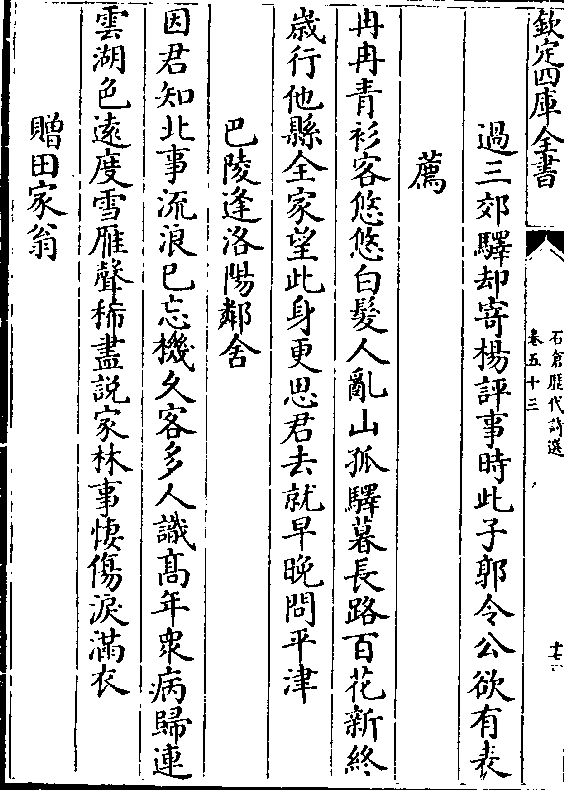 欽定四庫全書
石倉歷代詩選
卷五十三
過三郊驛却寄楊評事時此子郭令公欲有表
薦
冉冉青衫客悠悠白髮人亂山孤驛暮長路百花新終
歲行他縣全家望此身更思君去就早晚問平津
巴陵逢洛陽鄰舍
因君知北事流浪已忘機久客多人識高年衆病歸連
雲湖色遠度雪雁聲稀盡說家林事悽傷淚滿衣
贈田家翁